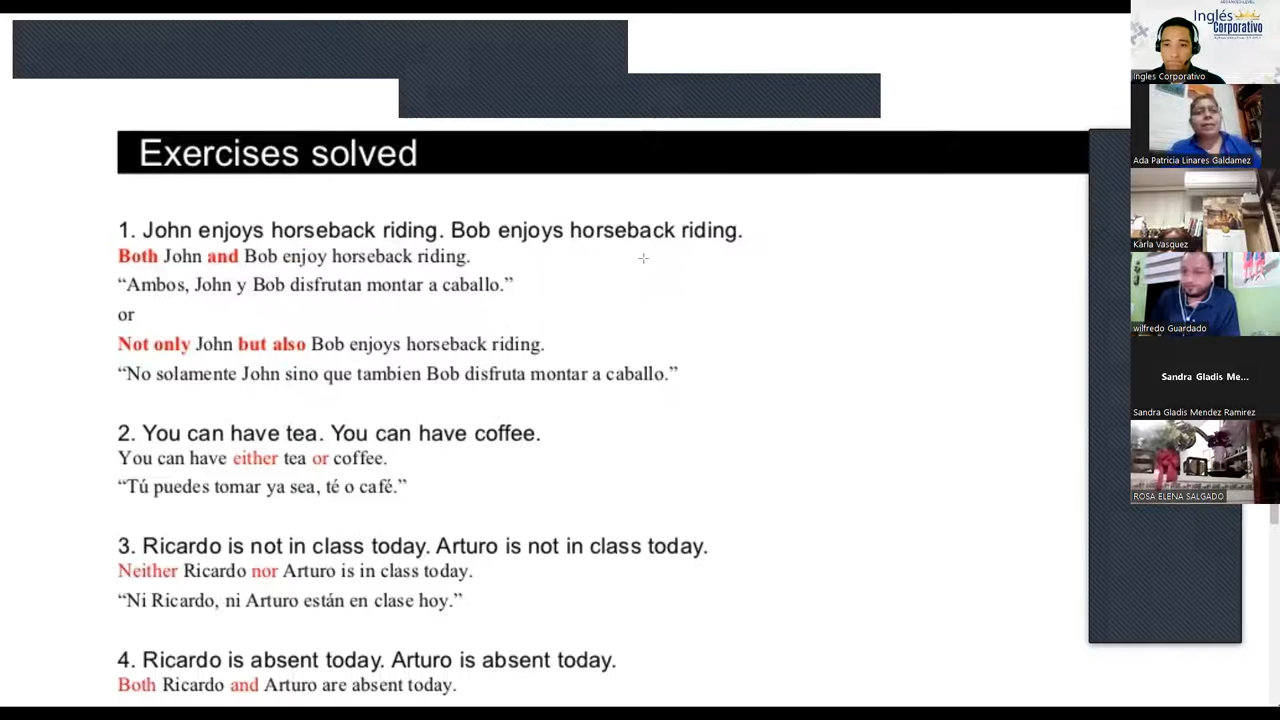 Exercises solved
1. John enjoys horseback riding. Bob enjoys horseback riding.
Both John and Bob enjoy horseback riding.
“Ambos, John y Bob disfrutan montar a caballo.”
or
Not only John but also Bob enjoys horseback riding.
“No solamente John sino que tambien Bob disfruta montar a caballo.”
2. You can have tea. You can have coffee.
You can have either tea or coffee.
“Tú puedes tomar ya sea, té o café.”
3. Ricardo is not in class today. Arturo is not in class today.
Neither Ricardo nor Arturo is in class today.
“Ni Ricardo, ni Arturo están en clase hoy.”
4. Ricardo is absent today. Arturo is absent today.
Both Ricardo and Arturo are absent today.
Inglés
Corporativo
Ingles Corporativo
Ada Patricia Linares Galdamez
Karla Vasquez
wilfredo Guardado
Sandra Gladis Me...
Sandra Gladis Mendez Ramirez
ROSA ELENA SALGADO